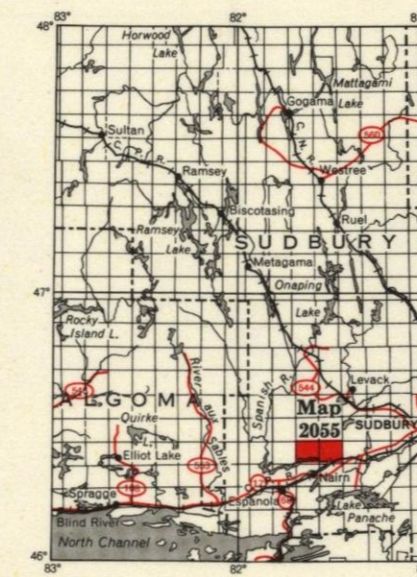 83°
82°
48°
Horwood
Lake
Mattagami
Lake
Gogama
560
Sultan
C. P. R.
C. N. R.
Ramsey
Westree
Biscotasing
Ruel
Ramsey
Lake
SUDBURY
Metagama
Onaping
Lake
47°
Rocky
Island L.
River aux Sables
Spanish R.
544
Levack
ALGOMA
Map
2055
SUDBURY
Quirke
L.
Elliot Lake
553
108
Nairn
Spragge
Espanola
Lake
Panache
Blind River
North Channel
46°
83°
82°